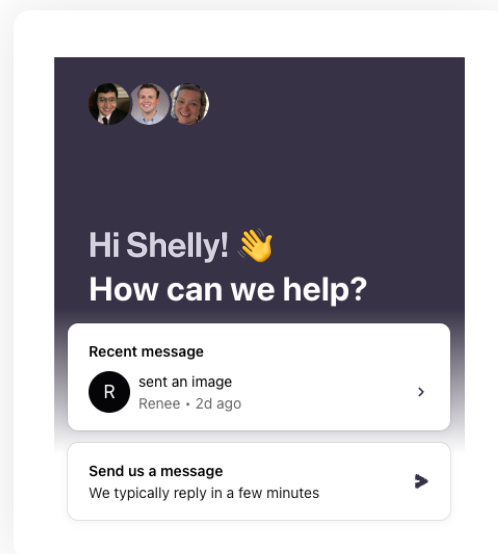 Hi Shelly! 👋
How can we help?
Recent message
R
sent an image
Renee • 2d ago
Send us a message
We typically reply in a few minutes